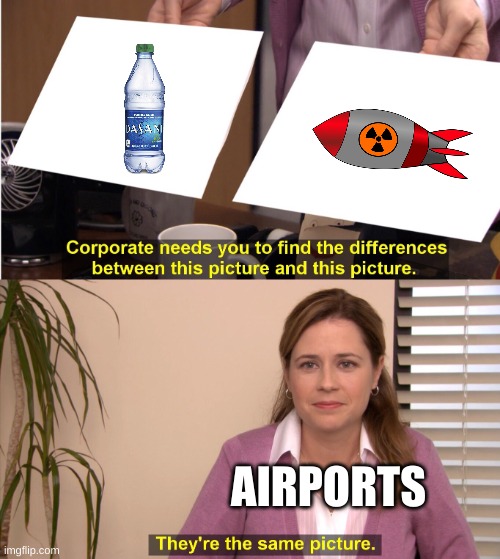 DASANI
Corporate needs you to find the differences
between this picture and this picture.
AIRPORTS
They're the same picture.
imgflip.com